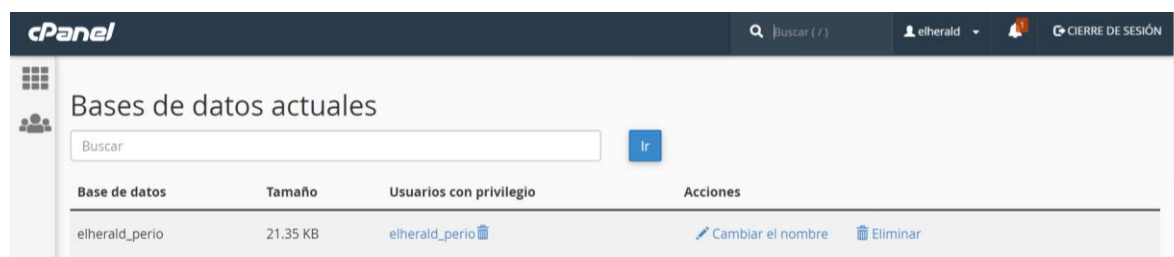 cPanel Buscar ( / ) elherald 1 CIERRE DE SESIÓN
Bases de datos actuales
Buscar Ir
Base de datos Tamaño Usuarios con privilegio Acciones
elherald_perio 21.35 KB elherald_perio Cambiar el nombre Eliminar